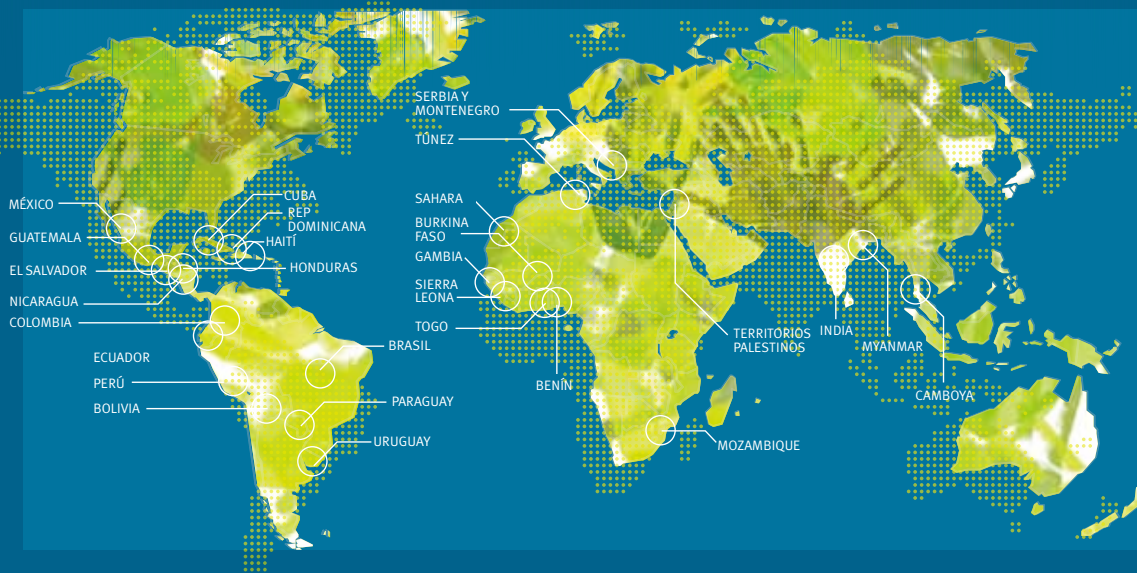 MÉXICO
GUATEMALA
EL SALVADOR
NICARAGUA
COLOMBIA
ECUADOR
PERÚ
BOLIVIA
CUBA
REP
DOMINICANA
HAITÍ
HONDURAS
BRASIL
PARAGUAY
URUGUAY
SERBIA Y
MONTENEGRO
TÚNEZ
SAHARA
BURKINA
FASO
GAMBIA
SIERRA
LEONA
TOGO
BENÍN
TERRITORIOS
PALESTINOS
MOZAMBIQUE
INDIA
MYANMAR
CAMBOYA